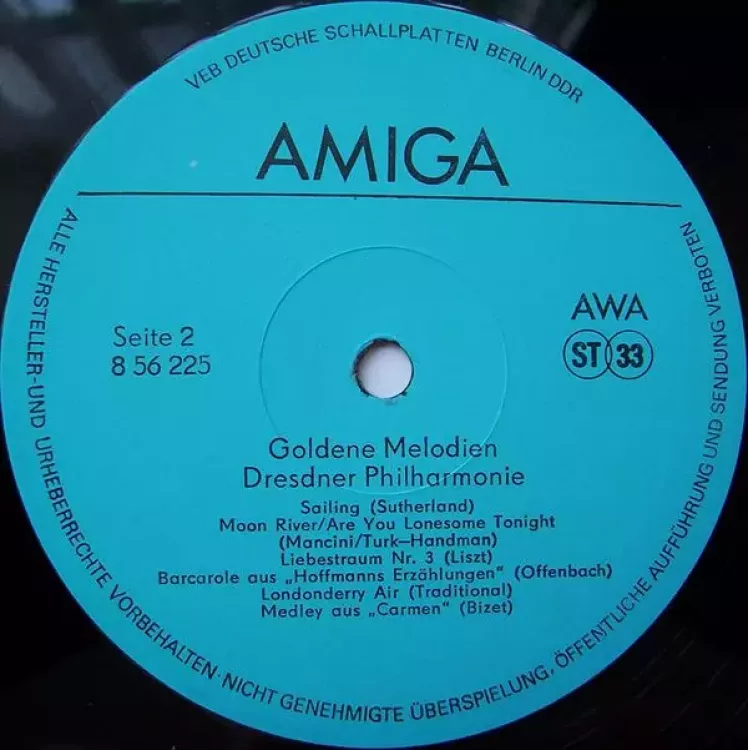 VEB DEUTSCHE SCHALLPLATTEN BERLIN DDR
AMIGA
Seite 2
8 56 225
AWA
ST 33
Goldene Melodien
Dresdner Philharmonie
Sailing (Sutherland)
Moon River/Are You Lonesome Tonight
(Mancini/Turk—Handman)
Liebestraum Nr. 3 (Liszt)
Barcarole aus „Hoffmanns Erzählungen“ (Offenbach)
Londonderry Air (Traditional)
Medley aus „Carmen“ (Bizet)
ALLE HERSTELLER-UND URHEBERRECHTE VORBEHALTEN·NICHT GENEHMIGTE ÜBERSPIELUNG, ÖFFENTLICHE AUFFÜHRUNG UND SENDUNG VERBOTEN